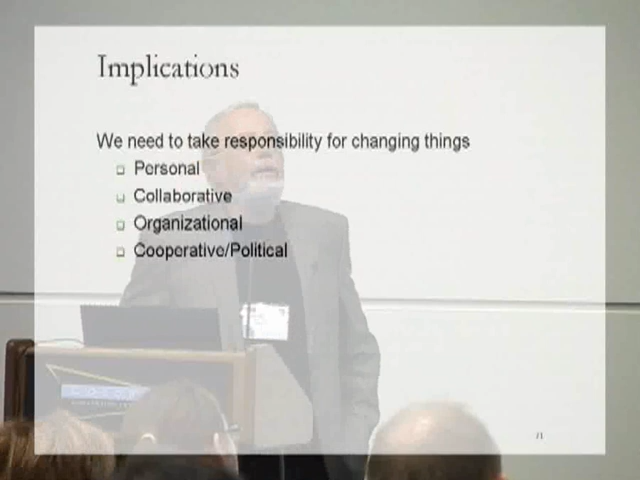 Implications
We need to take responsibility for changing things
Personal
Collaborative
Organizational
Cooperative/Political